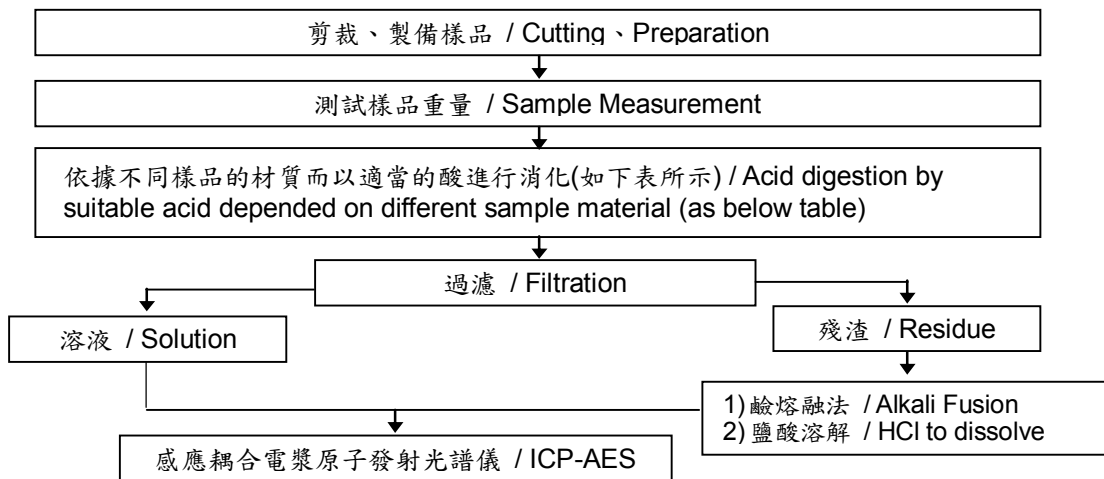 剪裁、製備樣品 / Cutting、Preparation
測試樣品重量 / Sample Measurement
依據不同樣品的材質而以適當的酸進行消化(如下表所示) / Acid digestion by
suitable acid depended on different sample material (as below table)
過濾 / Filtration
溶液 / Solution
殘渣 / Residue
1) 鹼熔融法 / Alkali Fusion
2) 鹽酸溶解 / HCl to dissolve
感應耦合電漿原子發射光譜儀 / ICP-AES